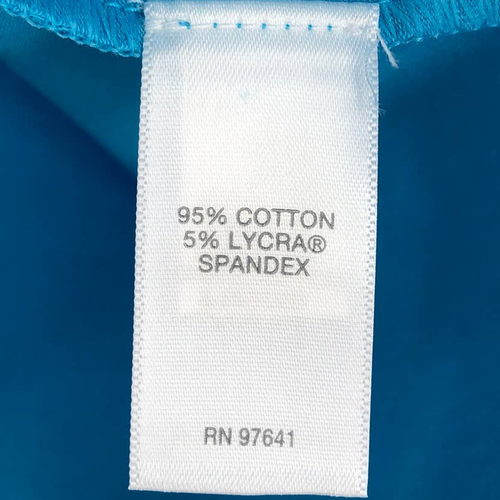 95% COTTON
5% LYCRA®
SPANDEX
RN 97641